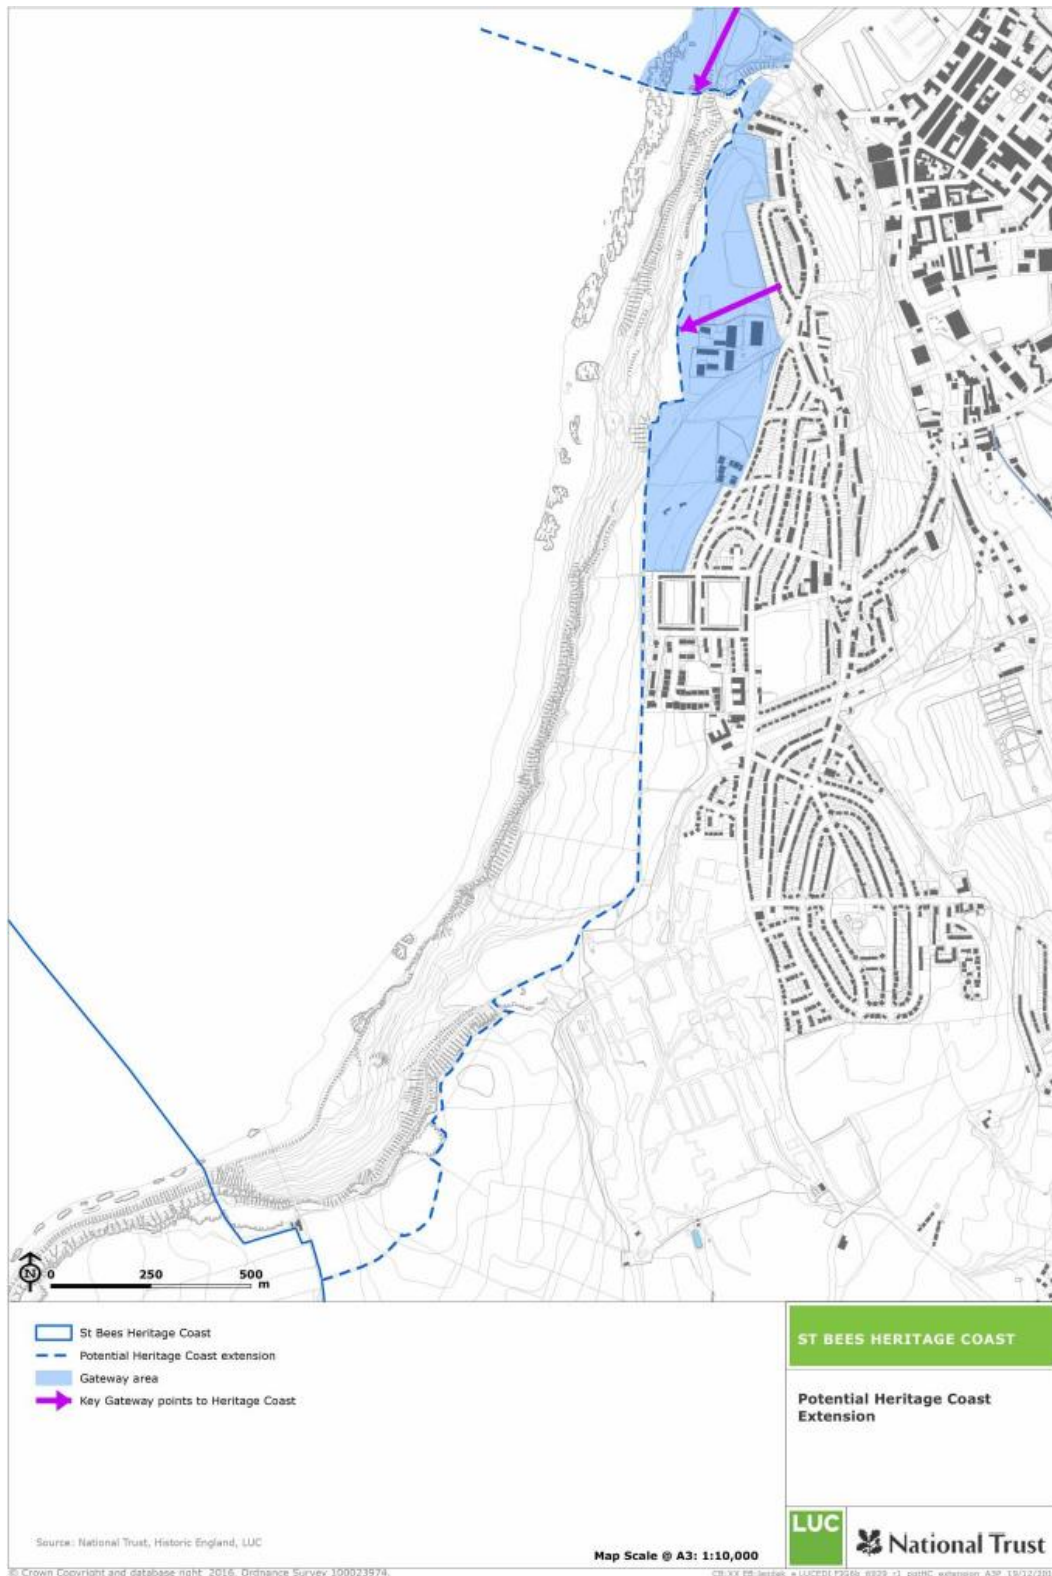 N
0 250 500
m
St Bees Heritage Coast
Potential Heritage Coast extension
Gateway area
Key Gateway points to Heritage Coast
ST BEES HERITAGE COAST
Potential Heritage Coast
Extension
Source: National Trust, Historic England, LUC
Map Scale @ A3: 1:10,000
LUC
National Trust
© Crown Copyright and database right 2016. Ordnance Survey 100023974.